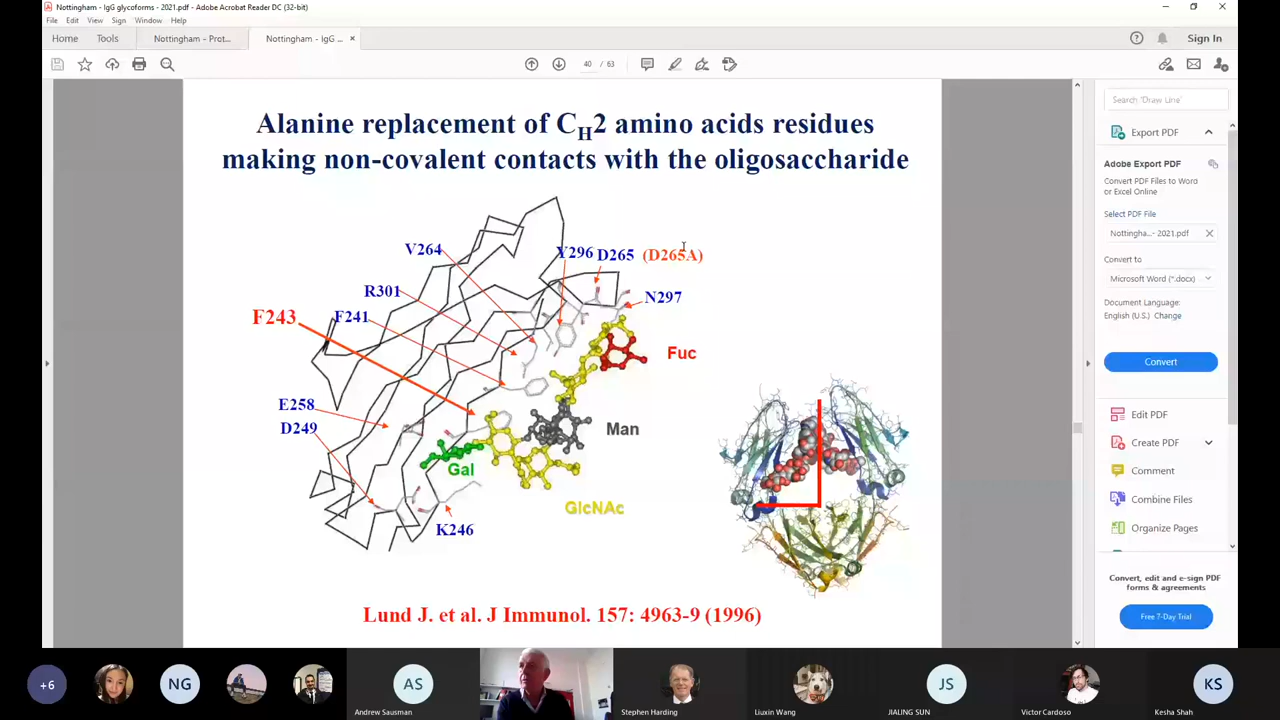 Nottingham - IgG glycoforms - 2021.pdf - Adobe Acrobat Reader DC (32-bit)
File Edit View Sign Window Help
Home Tools Nottingham - Prot... Nottingham - IgG ... × Sign In
40 / 63
Alanine replacement of CH2 amino acids residues
making non-covalent contacts with the oligosaccharide
V264
Y296 D265 (D265A)
R301
N297
F243
F241
Fuc
E258
D249
Man
Gal
GlcNAc
K246
Lund J. et al. J Immunol. 157: 4963-9 (1996)
Search 'Draw Line'
Export PDF
Adobe Export PDF
Convert PDF Files to Word
or Excel Online
Select PDF File
Nottingha...- 2021.pdf
Convert to
Microsoft Word (*.docx)
Document Language:
English (U.S.) Change
Convert
Edit PDF
Create PDF
Comment
Combine Files
Organize Pages
Convert, edit and e-sign PDF
forms & agreements
Free 7-Day Trial
+6
NG
AS
JS
KS
Andrew Sausman
Stephen Harding
Liuxin Wang
JIALING SUN
Victor Cardoso
Kesha Shah